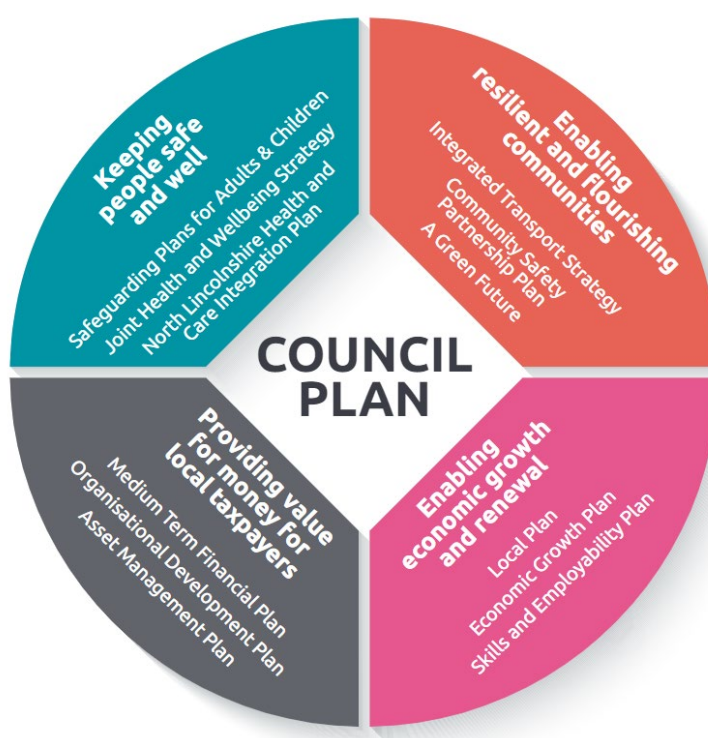 Keeping
people safe
and well
Safeguarding Plans for Adults & Children
Joint Health and Wellbeing Strategy
North Lincolnshire Health and
Care Integration Plan
Enabling
resilient and flourishing
communities
Integrated Transport Strategy
Community Safety
Partnership Plan
A Green Future
COUNCIL
PLAN
Providing value
for money for
local taxpayers
Medium Term Financial Plan
Organisational Development Plan
Asset Management Plan
Enabling
economic growth
and renewal
Local Plan
Economic Growth Plan
Skills and Employability Plan